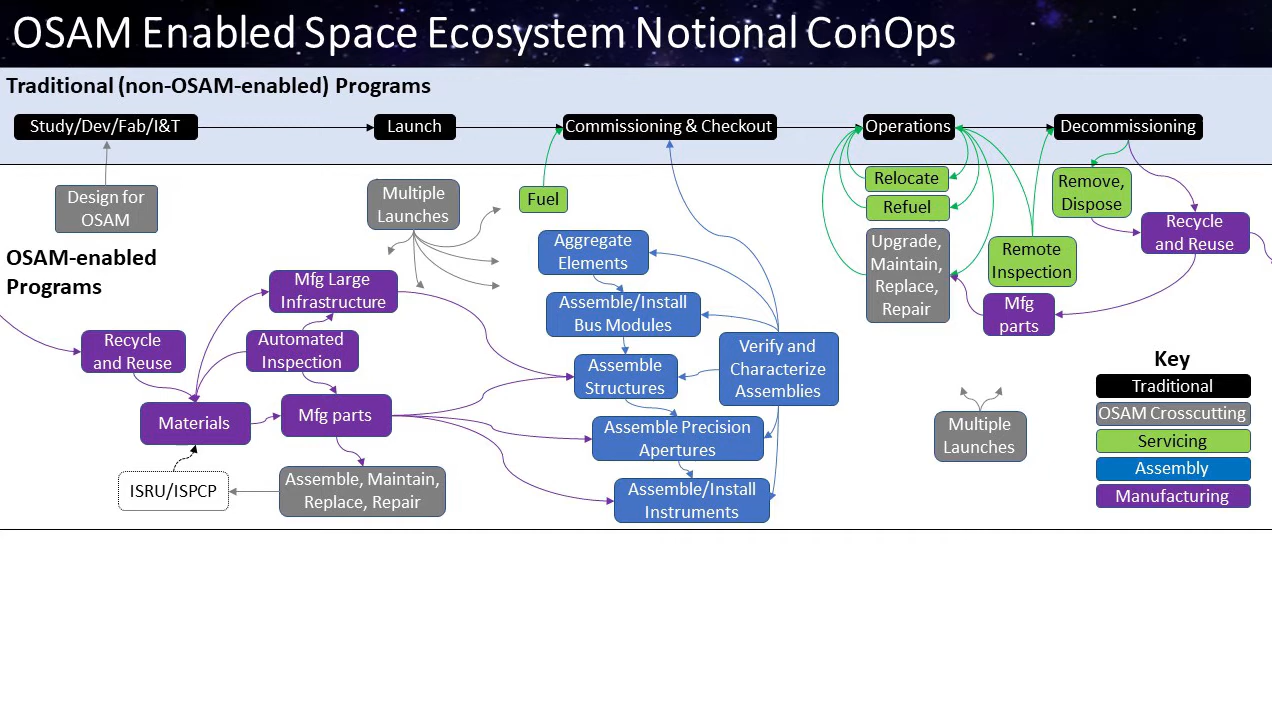 OSAM Enabled Space Ecosystem Notional ConOps
Traditional (non-OSAM-enabled) Programs
Study/Dev/Fab/I&T
Launch
Commissioning & Checkout
Operations
Decommissioning
Design for
OSAM
Multiple
Launches
Fuel
Relocate
Refuel
Upgrade,
Maintain,
Replace,
Repair
Remote
Inspection
Remove,
Dispose
Recycle
and Reuse
Mfg
parts
OSAM-enabled
Programs
Recycle
and Reuse
Mfg Large
Infrastructure
Automated
Inspection
Materials
Mfg parts
ISRU/ISPCP
Assemble, Maintain,
Replace, Repair
Aggregate
Elements
Assemble/Install
Bus Modules
Assemble
Structures
Assemble Precision
Apertures
Assemble/Install
Instruments
Verify and
Characterize
Assemblies
Multiple
Launches
Key
Traditional
OSAM Crosscutting
Servicing
Assembly
Manufacturing